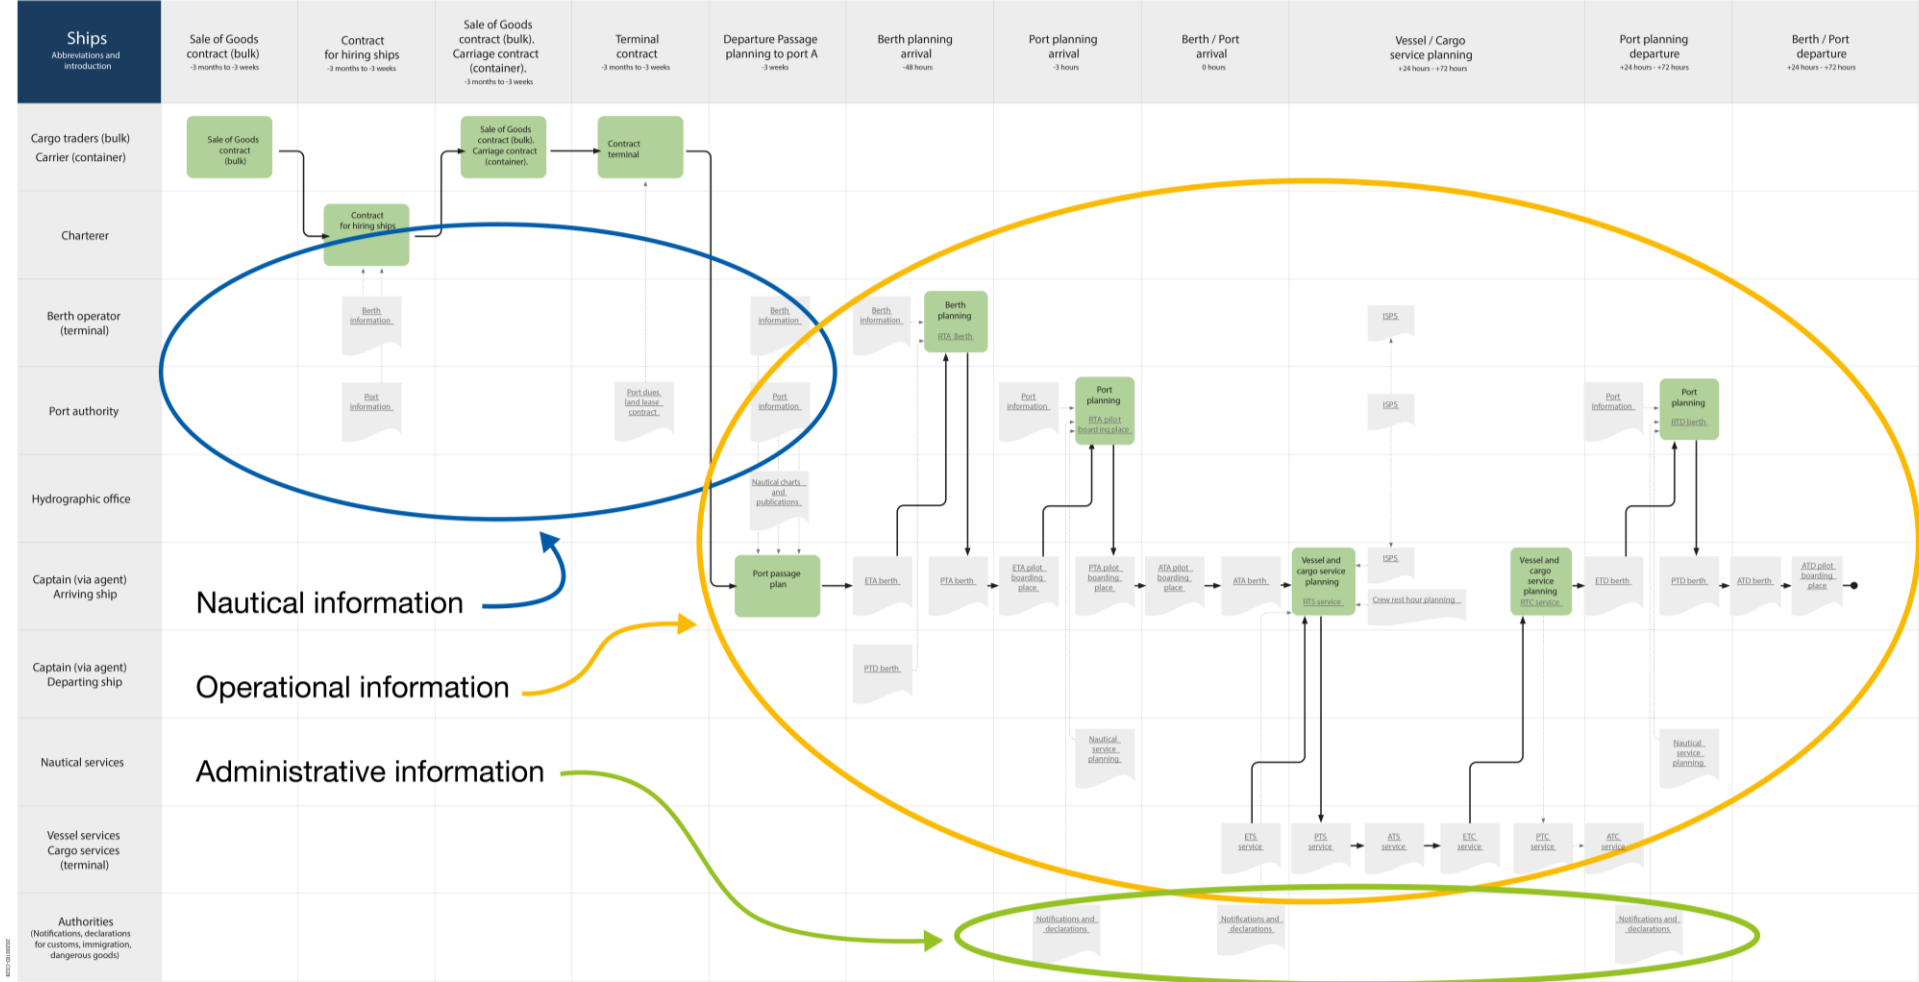 Ships
Abbreviations and
introduction
Sale of Goods
contract (bulk)
-3 months to -3 weeks
Contract
for hiring ships
-3 months to -3 weeks
Sale of Goods
contract (bulk).
Carriage contract
(container).
-3 months to -3 weeks
Terminal
contract
-3 months to -3 weeks
Departure Passage
planning to port A
-3 weeks
Berth planning
arrival
-48 hours
Port planning
arrival
-3 hours
Berth / Port
arrival
0 hours
Vessel / Cargo
service planning
+24 hours - +72 hours
Port planning
departure
+24 hours - +72 hours
Berth / Port
departure
+24 hours - +72 hours
Cargo traders (bulk)
Carrier (container)
Sale of Goods
contract
(bulk)
Sale of Goods
contract (bulk).
Carriage contract
(container).
Contract
terminal
Charterer
Contract
for hiring ships
Berth operator
(terminal)
Berth
information
Berth
information
Berth
information
Berth
planning
RTA Berth
ISPS
Port authority
Port
information
Port dues
land lease
contract
Port
information
Port
information
Port
planning
RTA pilot
boarding place
ISPS
Port
information
Port
planning
RTD berth
Hydrographic office
Nautical charts
and
publications
Captain (via agent)
Arriving ship
Port passage
plan
ETA berth
PTA berth
ETA pilot
boarding
place
PTA pilot
boarding
place
ATA pilot
boarding
place
ATA berth
Vessel and
cargo service
planning
RTS service
ISPS
Crew rest hour planning
Vessel and
cargo
service
planning
RTC service
ETD berth
PTD berth
ATD berth
ATD pilot
boarding
place
Nautical information
Captain (via agent)
Departing ship
PTD berth
Operational information
Nautical services
Nautical
service
planning
Nautical
service
planning
Administrative information
Vessel services
Cargo services
(terminal)
ETS
service
PTS
service
ATS
service
ETC
service
PTC
service
ATC
service
Authorities
(Notifications, declarations
for customs, immigration,
dangerous goods)
Notifications and
declarations
Notifications and
declarations
Notifications and
declarations